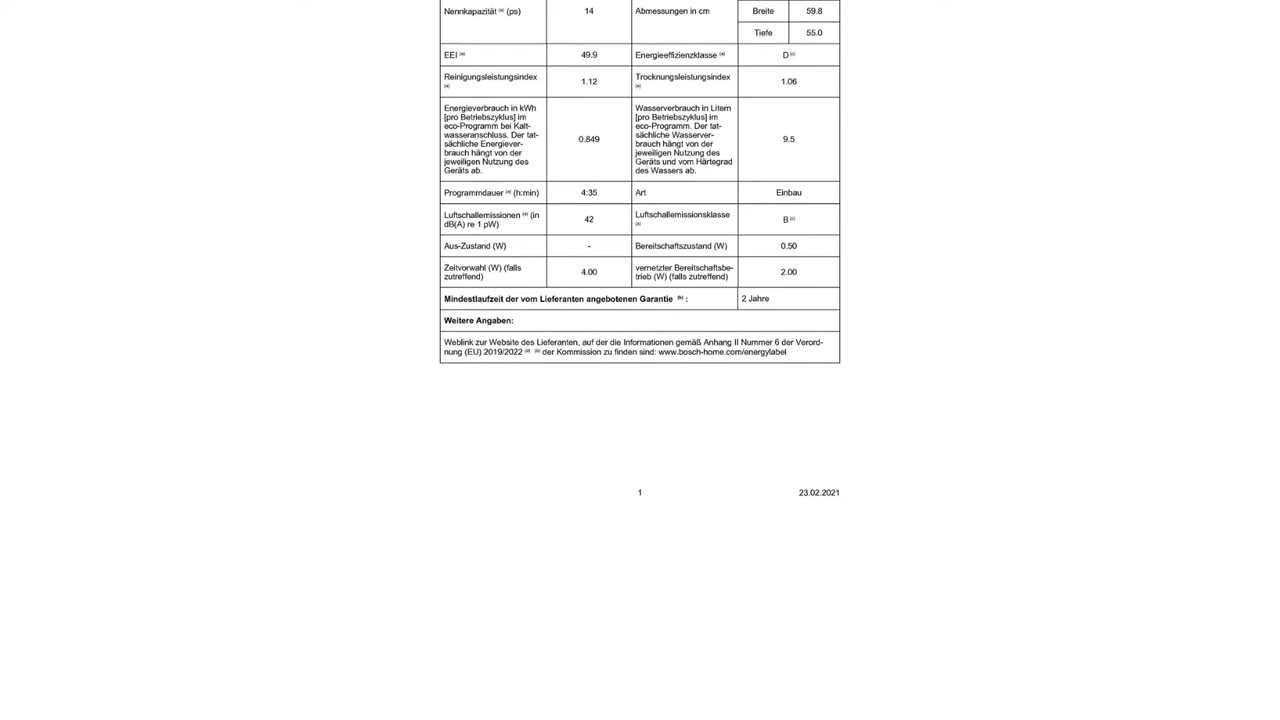 Nennkapazität (a) (ps) 14 Abmessungen in cm Breite 59.8
Tiefe 55.0
EEI (a) 49.9 Energieeffizienzklasse (a) D (c)
Reinigungsleistungsindex
(a)
1.12
Trocknungsleistungsindex
(a)
1.06
Energieverbrauch in kWh
[pro Betriebszyklus] im
eco-Programm bei Kalt-
wasseranschluss. Der tat-
sächliche Energiever-
brauch hängt von der
jeweiligen Nutzung des
Geräts ab.
0.849
Wasserverbrauch in Litern
[pro Betriebszyklus] im
eco-Programm. Der tat-
sächliche Wasserver-
brauch hängt von der
jeweiligen Nutzung des
Geräts und vom Härtegrad
des Wassers ab.
9.5
Programmdauer (a) (h:min) 4:35 Art Einbau
Luftschallemissionen (a) (in
dB(A) re 1 pW)
42
Luftschallemissionsklasse
(a)
B (c)
Aus-Zustand (W) - Bereitschaftszustand (W) 0.50
Zeitvorwahl (W) (falls
zutreffend)
4.00
vernetzter Bereitschaftsbe-
trieb (W) (falls zutreffend)
2.00
Mindestlaufzeit der vom Lieferanten angebotenen Garantie (b) : 2 Jahre
Weitere Angaben:
Weblink zur Website des Lieferanten, auf der die Informationen gemäß Anhang II Nummer 6 der Verord-
nung (EU) 2019/2022 (d) (b) der Kommission zu finden sind: www.bosch-home.com/energylabel
1 23.02.2021